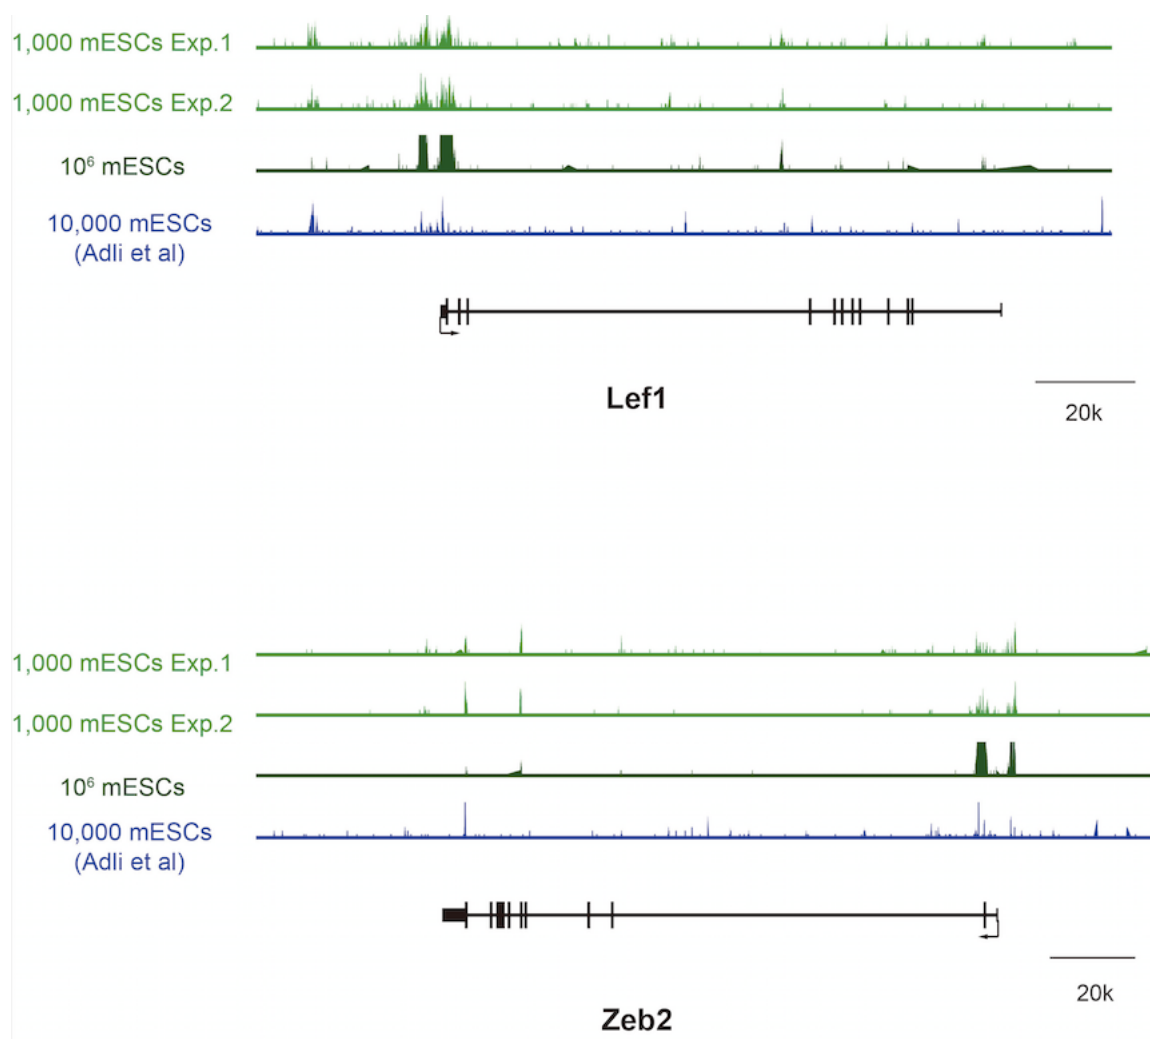 1,000 mESCs Exp.1
1,000 mESCs Exp.2
10⁶ mESCs
10,000 mESCs
(Adli et al)
Lef1
20k
1,000 mESCs Exp.1
1,000 mESCs Exp.2
10⁶ mESCs
10,000 mESCs
(Adli et al)
20k
Zeb2